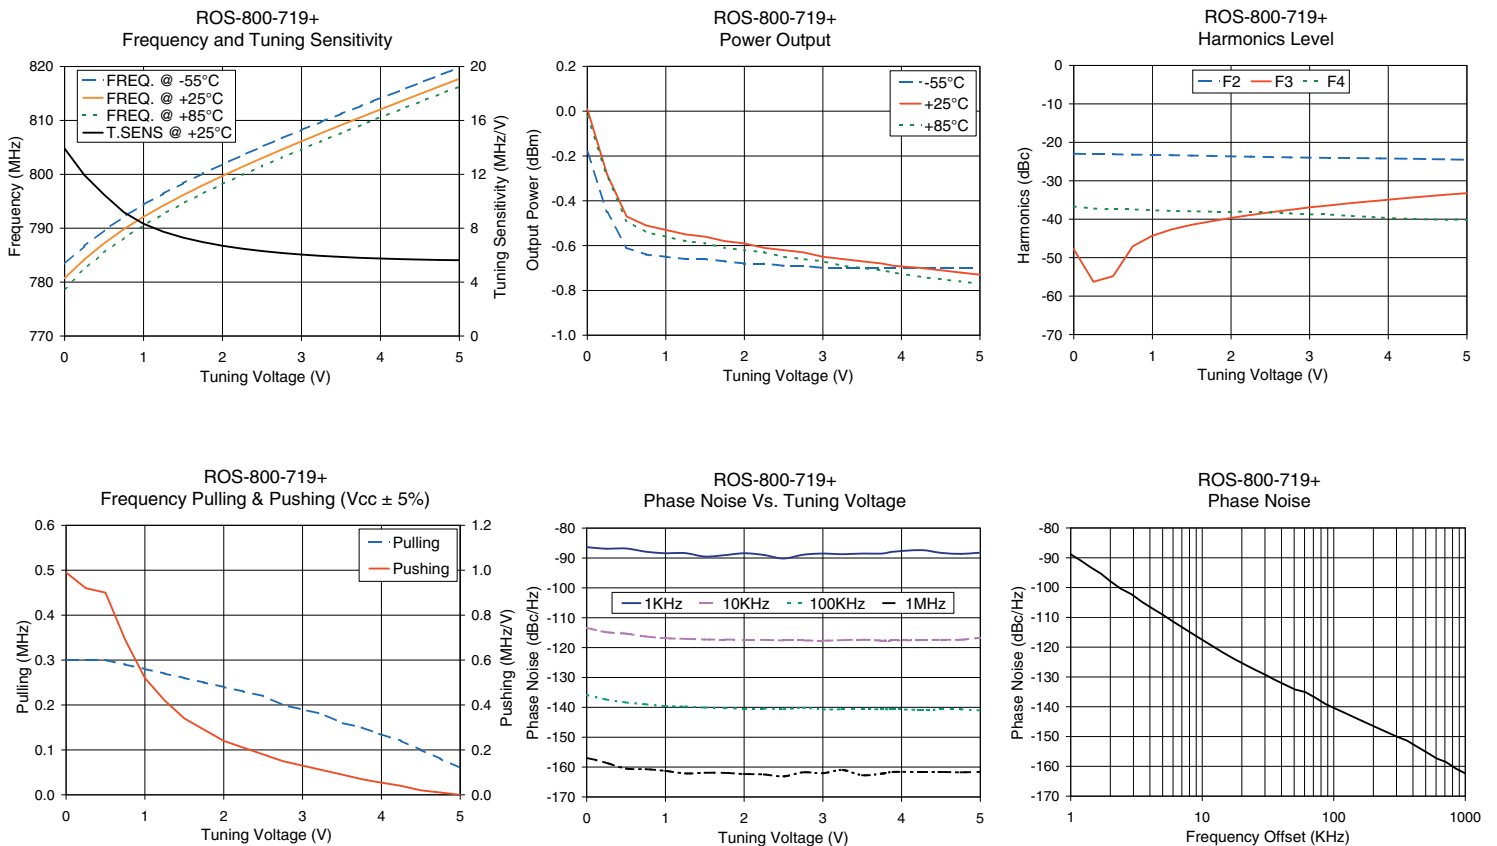 ROS-800-719+
Frequency and Tuning Sensitivity
820
810
800
790
780
770
20
16
12
8
4
0
0 1 2 3 4 5
Frequency (MHz)
Tuning Sensitivity (MHz/V)
Tuning Voltage (V)
FREQ. @ -55°C
FREQ. @ +25°C
FREQ. @ +85°C
T.SENS @ +25°C
ROS-800-719+
Power Output
0.2
0.0
-0.2
-0.4
-0.6
-0.8
-1.0
0 1 2 3 4 5
Output Power (dBm)
Tuning Voltage (V)
-55°C
+25°C
+85°C
ROS-800-719+
Harmonics Level
0
-10
-20
-30
-40
-50
-60
-70
0 1 2 3 4 5
Harmonics (dBc)
Tuning Voltage (V)
F2 F3 F4
ROS-800-719+
Frequency Pulling & Pushing (Vcc ± 5%)
0.6
0.5
0.4
0.3
0.2
0.1
0.0
1.2
1.0
0.8
0.6
0.4
0.2
0.0
0 1 2 3 4 5
Pulling (MHz)
Pushing (MHz/V)
Tuning Voltage (V)
Pulling
Pushing
ROS-800-719+
Phase Noise Vs. Tuning Voltage
-80
-90
-100
-110
-120
-130
-140
-150
-160
-170
0 1 2 3 4 5
Phase Noise (dBc/Hz)
Tuning Voltage (V)
1KHz 10KHz 100KHz 1MHz
ROS-800-719+
Phase Noise
-80
-90
-100
-110
-120
-130
-140
-150
-160
-170
1 10 100 1000
Phase Noise (dBc/Hz)
Frequency Offset (KHz)